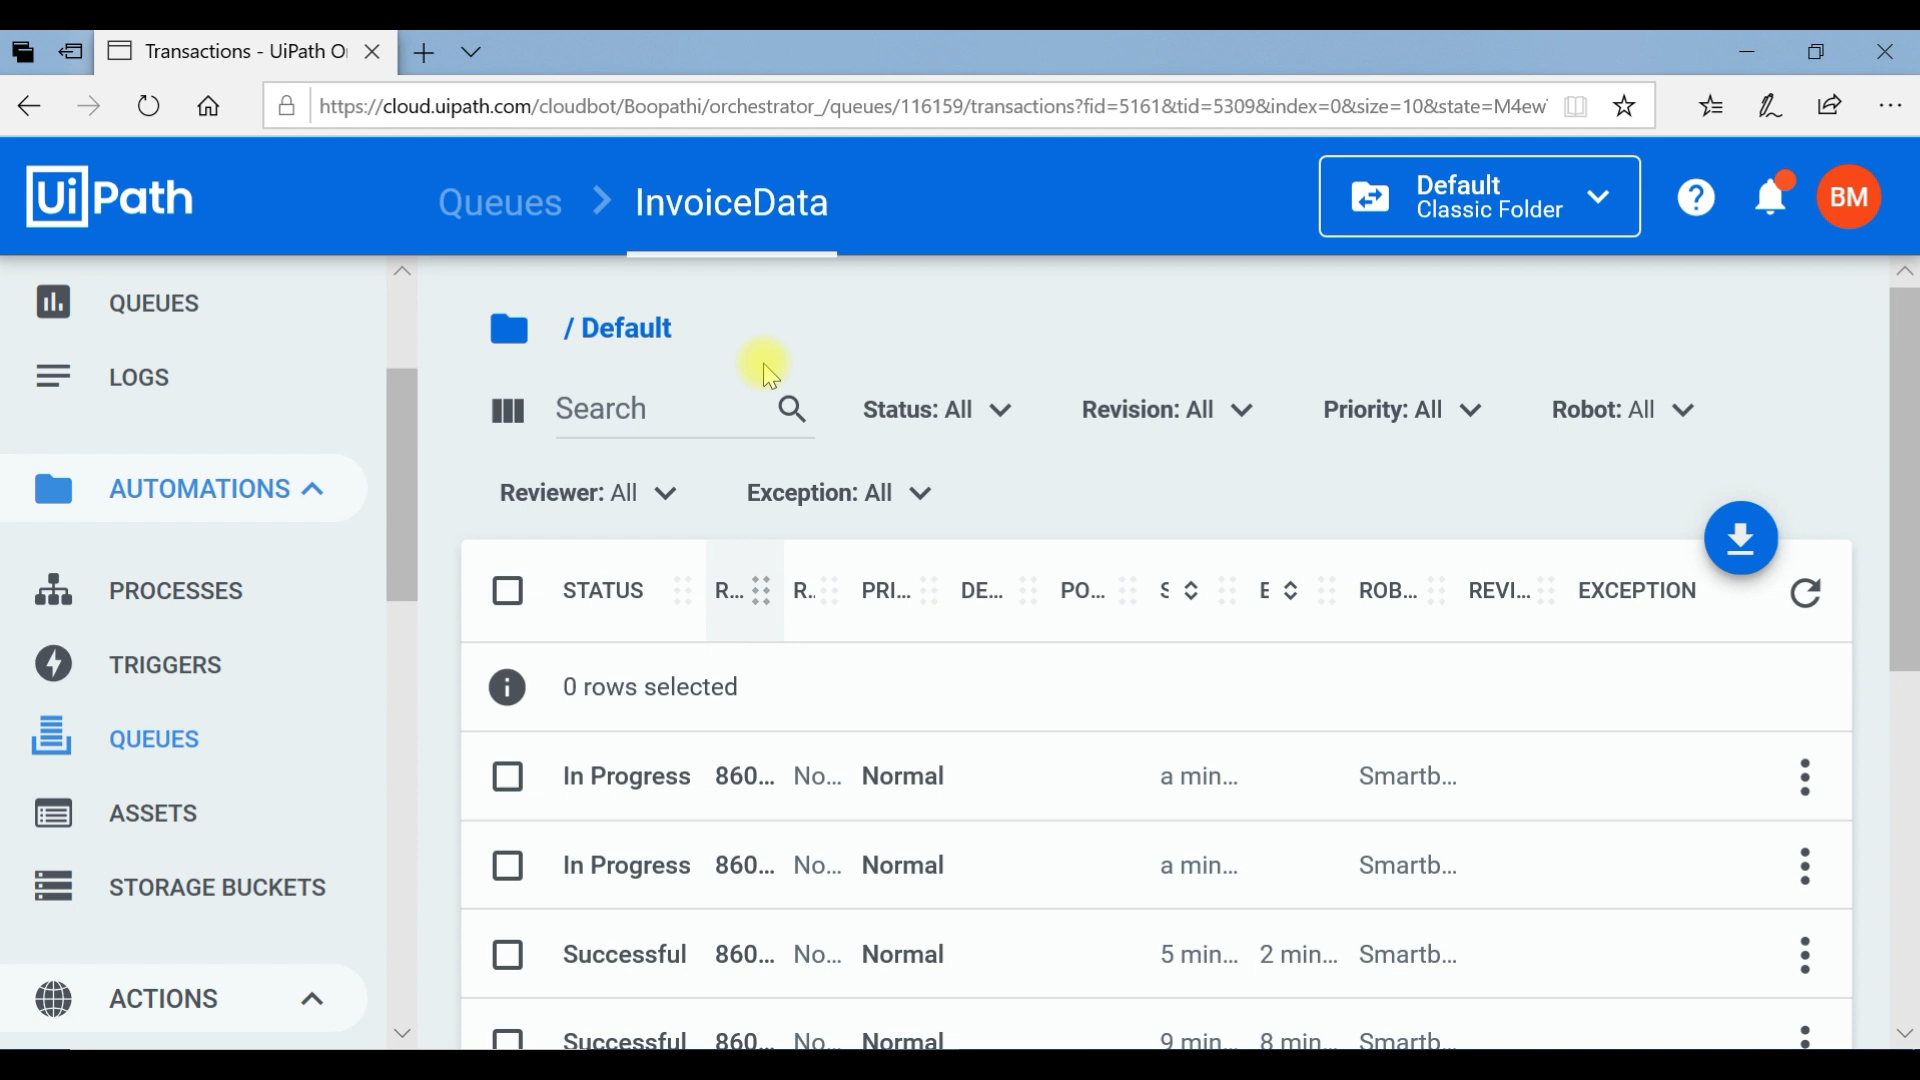 Transactions - UiPath O
https://cloud.uipath.com/cloudbot/Boopathi/orchestrator_/queues/116159/transactions?fid=5161&tid=5309&index=0&size=10&state=M4ew
UiPath
Queues > InvoiceData
Default
Classic Folder
BM
QUEUES
LOGS
AUTOMATIONS
PROCESSES
TRIGGERS
QUEUES
ASSETS
STORAGE BUCKETS
ACTIONS
/ Default
Search
Status: All
Revision: All
Priority: All
Robot: All
Reviewer: All
Exception: All
STATUS R... R.. PRI... DE... PO... S E ROB... REVI... EXCEPTION
0 rows selected
In Progress 860... No... Normal a min... Smartb...
In Progress 860... No... Normal a min... Smartb...
Successful 860... No... Normal 5 min... 2 min... Smartb...
Successful 860... No... Normal 9 min... 8 min... Smartb...